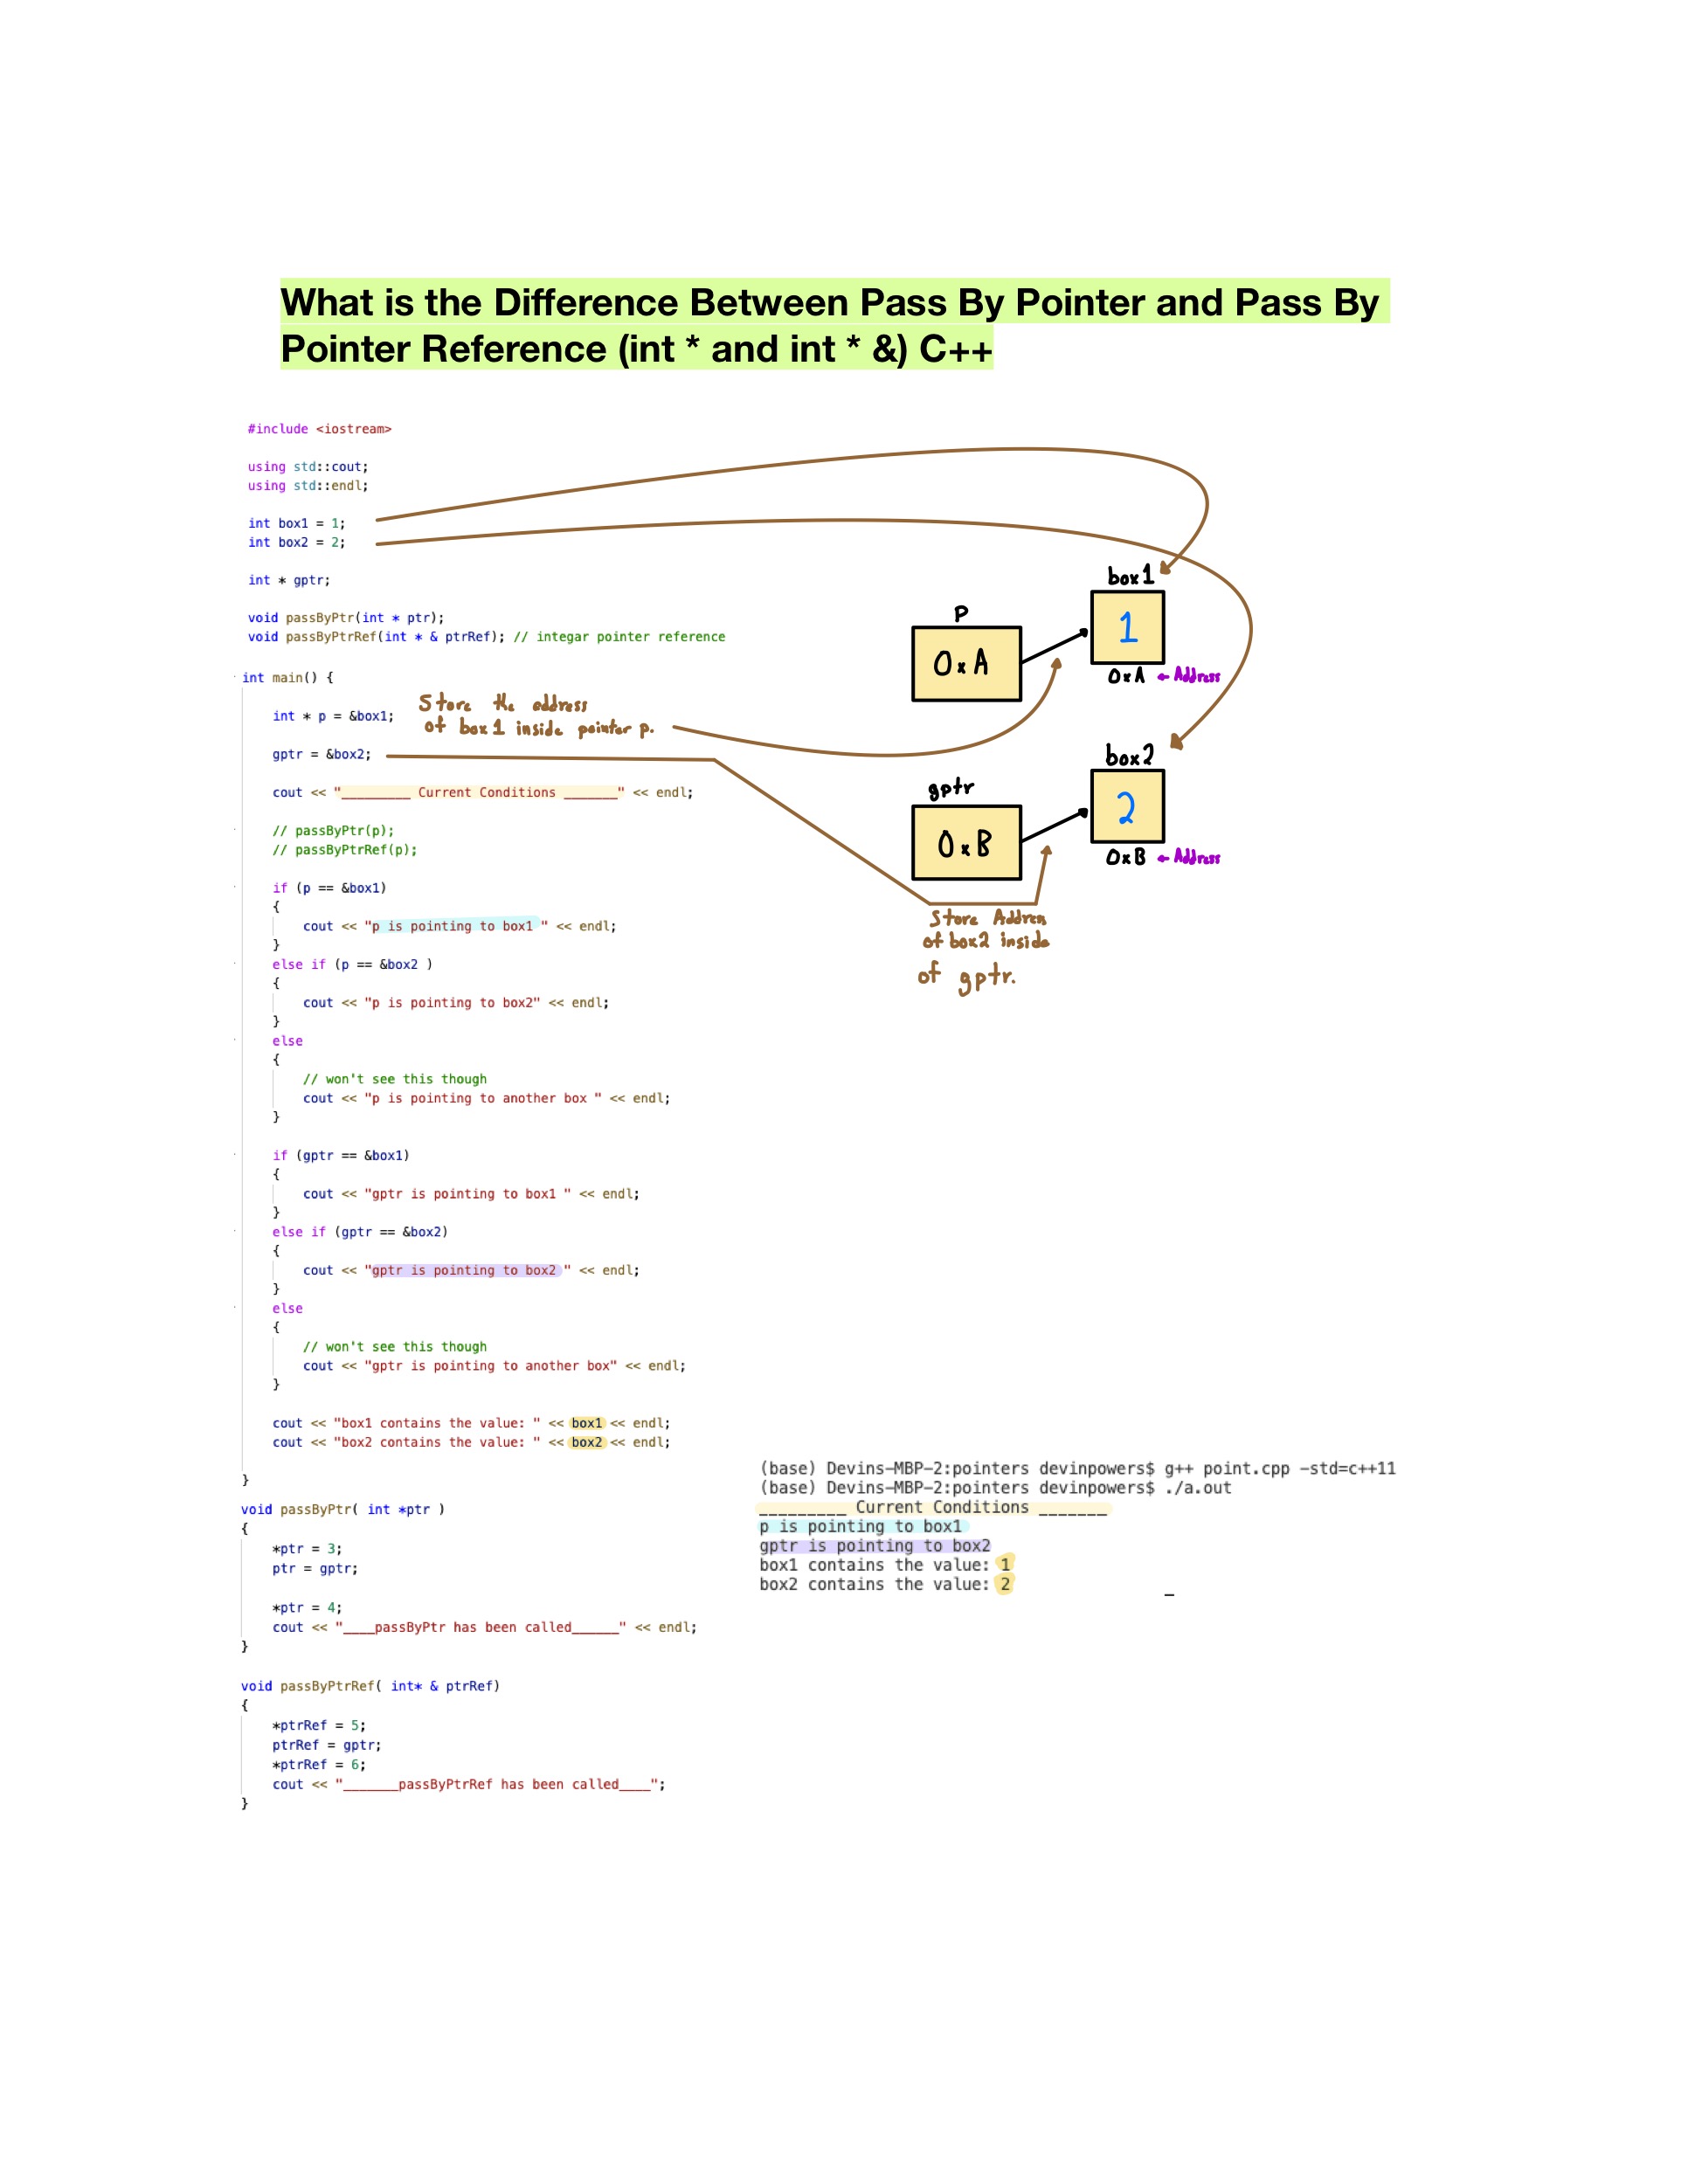 What is the Difference Between Pass By Pointer and Pass By
Pointer Reference (int * and int * &) C++
#include <iostream>
using std::cout;
using std::endl;
int box1 = 1;
int box2 = 2;
int * gptr;
void passByPtr(int * ptr);
void passByPtrRef(int * & ptrRef); // integar pointer reference
int main() {
int * p = &box1;
gptr = &box2;
cout << "_________ Current Conditions _______" << endl;
// passByPtr(p);
// passByPtrRef(p);
if (p == &box1)
{
cout << "p is pointing to box1 " << endl;
}
else if (p == &box2 )
{
cout << "p is pointing to box2" << endl;
}
else
{
// won't see this though
cout << "p is pointing to another box " << endl;
}
if (gptr == &box1)
{
cout << "gptr is pointing to box1 " << endl;
}
else if (gptr == &box2)
{
cout << "gptr is pointing to box2 " << endl;
}
else
{
// won't see this though
cout << "gptr is pointing to another box" << endl;
}
cout << "box1 contains the value: " << box1 << endl;
cout << "box2 contains the value: " << box2 << endl;
}
void passByPtr( int *ptr )
{
*ptr = 3;
ptr = gptr;
*ptr = 4;
cout << "____passByPtr has been called______" << endl;
}
void passByPtrRef( int* & ptrRef)
{
*ptrRef = 5;
ptrRef = gptr;
*ptrRef = 6;
cout << "_______passByPtrRef has been called____";
}
Store the address
of box1 inside pointer p.
p
0xA
box1
1
0xA ← Address
gptr
0xB
box2
2
0xB ← Address
Store Address
of box2 inside
of gptr.
(base) Devins-MBP-2:pointers devinpowers$ g++ point.cpp -std=c++11
(base) Devins-MBP-2:pointers devinpowers$ ./a.out
_________ Current Conditions _______
p is pointing to box1
gptr is pointing to box2
box1 contains the value: 1
box2 contains the value: 2